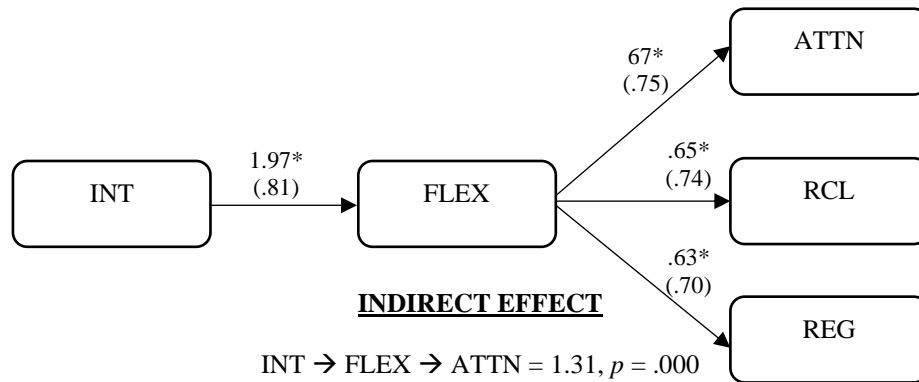 ATTN
67*
(.75)
1.97*
(.81)
.65*
(.74)
INT
FLEX
RCL
.63*
(.70)
INDIRECT EFFECT
REG
INT → FLEX → ATTN = 1.31, p = .000